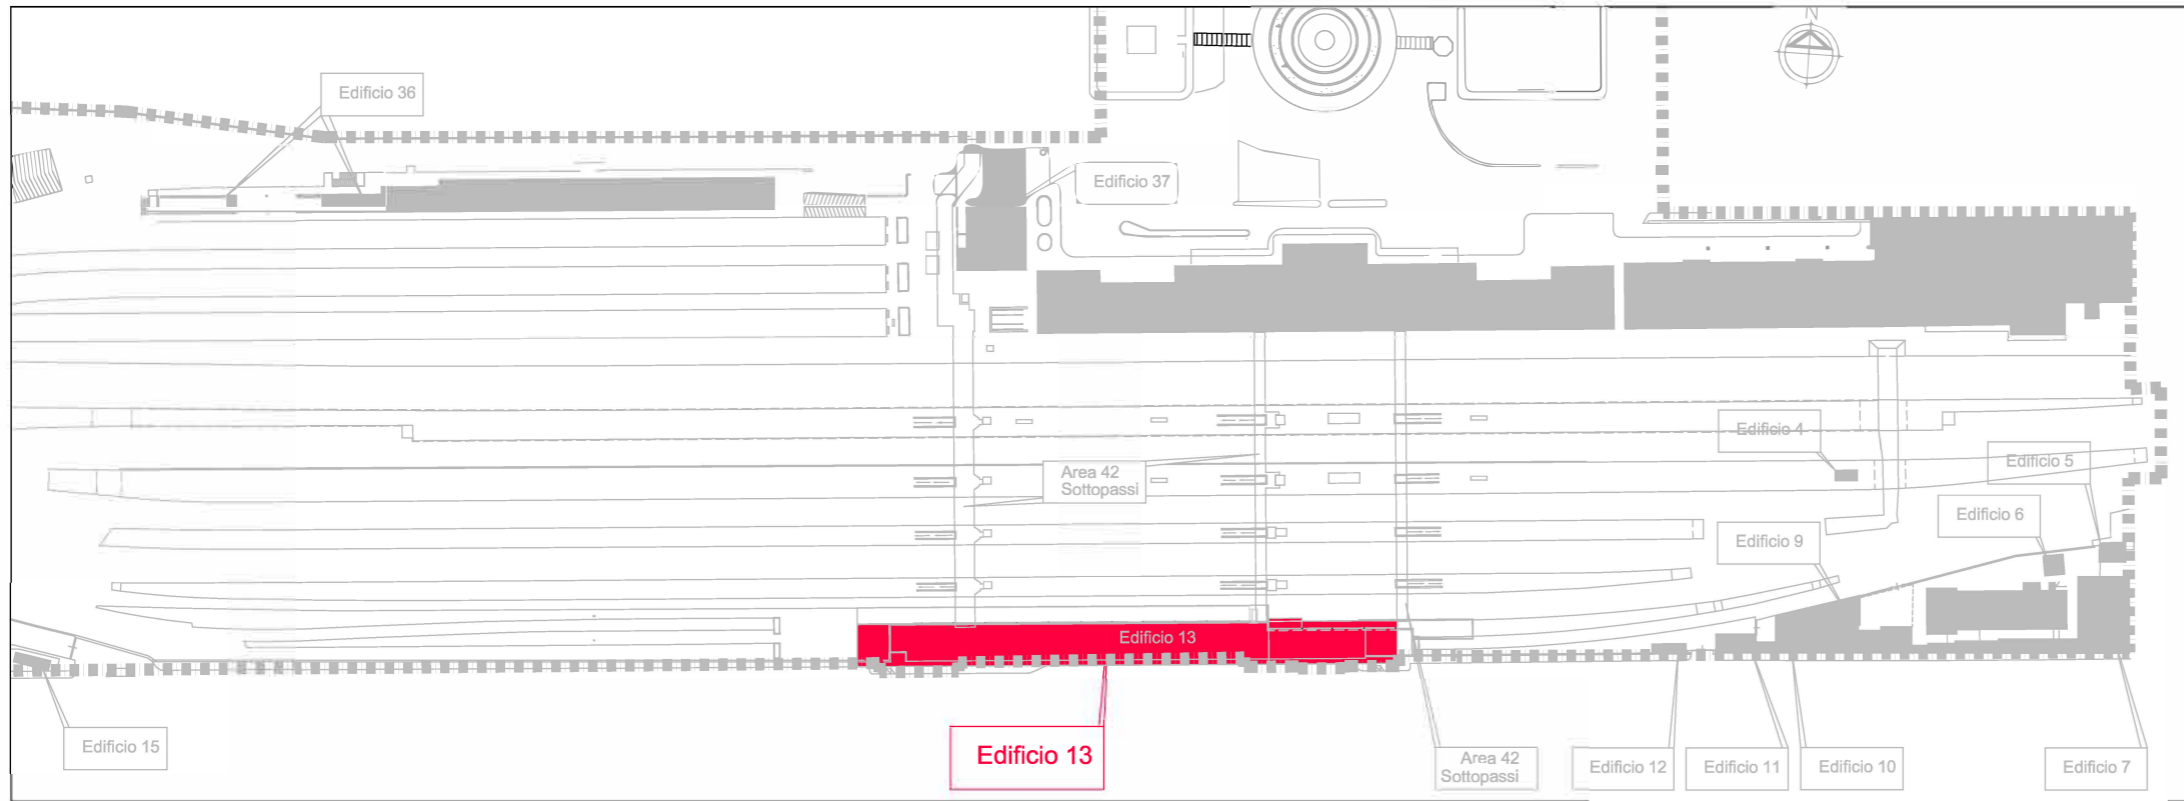 N
Edificio 36
Edificio 37
Edificio 4
Edificio 5
Area 42
Sottopassi
Edificio 6
Edificio 9
Edificio 13
Edificio 15
Edificio 13
Area 42
Sottopassi
Edificio 12
Edificio 11
Edificio 10
Edificio 7